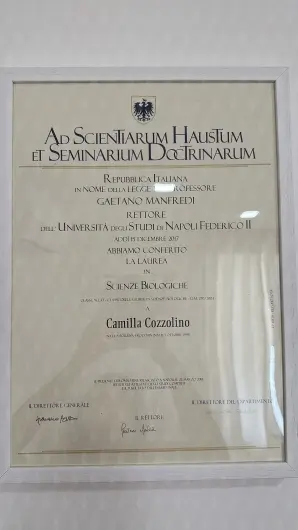 AD SCIENTIARUM HAUSTUM
ET SEMINARIUM DOCTRINARUM
REPUBBLICA ITALIANA
IN NOME DELLA LEGGE PROFESSORE
GAETANO MANFREDI
RETTORE
DELL'UNIVERSITÀ DEGLI STUDI DI NAPOLI FEDERICO II
ADDÌ 15 DICEMBRE 2017
ABBIAMO CONFERITO
LA LAUREA
IN
SCIENZE BIOLOGICHE
A
Camilla Cozzolino
IL DIRETTORE GENERALE
IL DIRETTORE DEL DIPARTIMENTO
IL RETTORE